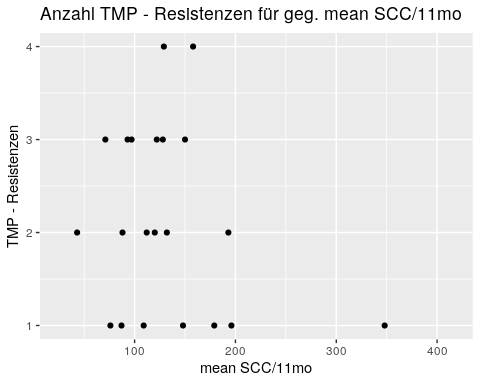 Anzahl TMP - Resistenzen für geg. mean SCC/11mo
4
3
2
1
TMP - Resistenzen
100 200 300 400
mean SCC/11mo